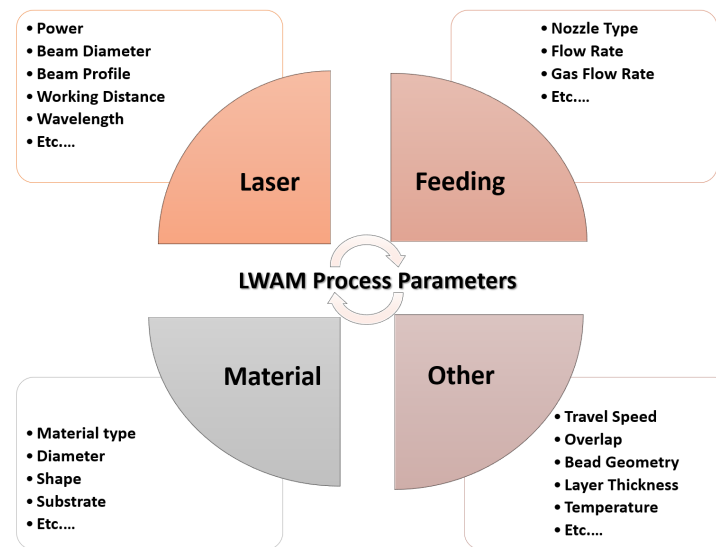 • Power
• Beam Diameter
• Beam Profile
• Working Distance
• Wavelength
• Etc.…
• Nozzle Type
• Flow Rate
• Gas Flow Rate
• Etc.…
Laser
Feeding
LWAM Process Parameters
Material
Other
• Material type
• Diameter
• Shape
• Substrate
• Etc.…
• Travel Speed
• Overlap
• Bead Geometry
• Layer Thickness
• Temperature
• Etc.…